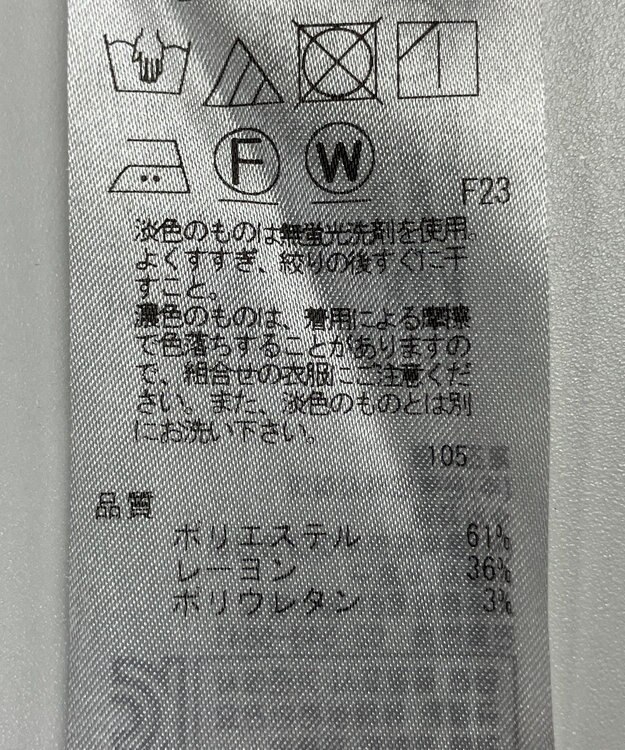 F
W
F23
淡色のものは無蛍光洗剤を使用
よくすすぎ、絞りの後すぐに干
すこと。
濃色のものは、着用による摩擦
で色落ちすることがありますの
で、組合せの衣服にご注意くだ
さい。また、淡色のものとは別
にお洗い下さい。
105
品質
ポリエステル 61%
レーヨン 36%
ポリウレタン 3%